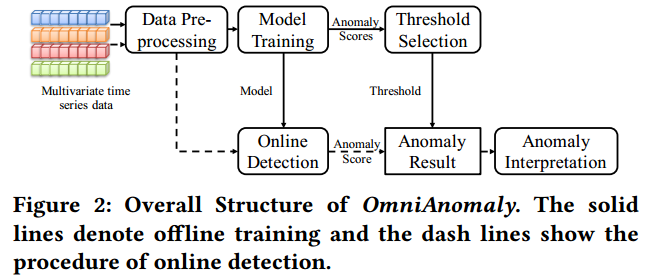 Data Pre-
processing
Model
Training
Anomaly
Scores
Threshold
Selection
Multivariate time
series data
Model
Threshold
Online
Detection
Anomaly
Score
Anomaly
Result
Anomaly
Interpretation
Figure 2: Overall Structure of OmniAnomaly. The solid
lines denote offline training and the dash lines show the
procedure of online detection.